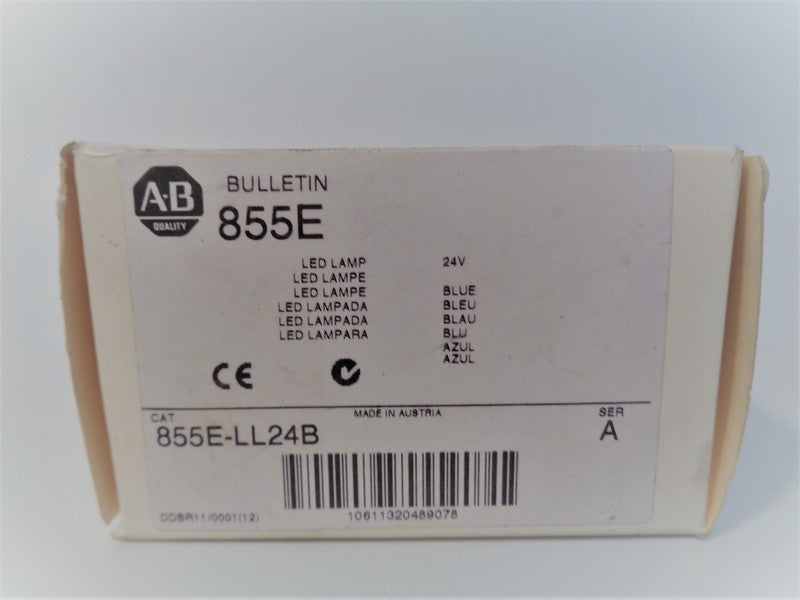 A-B
QUALITY
BULLETIN
855E
LED LAMP 24V
LED LAMPE
LED LAMPE BLUE
LED LAMPADA BLEU
LED LAMPADA BLAU
LED LAMPARA BLU
AZUL
AZUL
CE
MADE IN AUSTRIA
CAT SER
855E-LL24B A
DDBR11/0001(12) 10611320489078